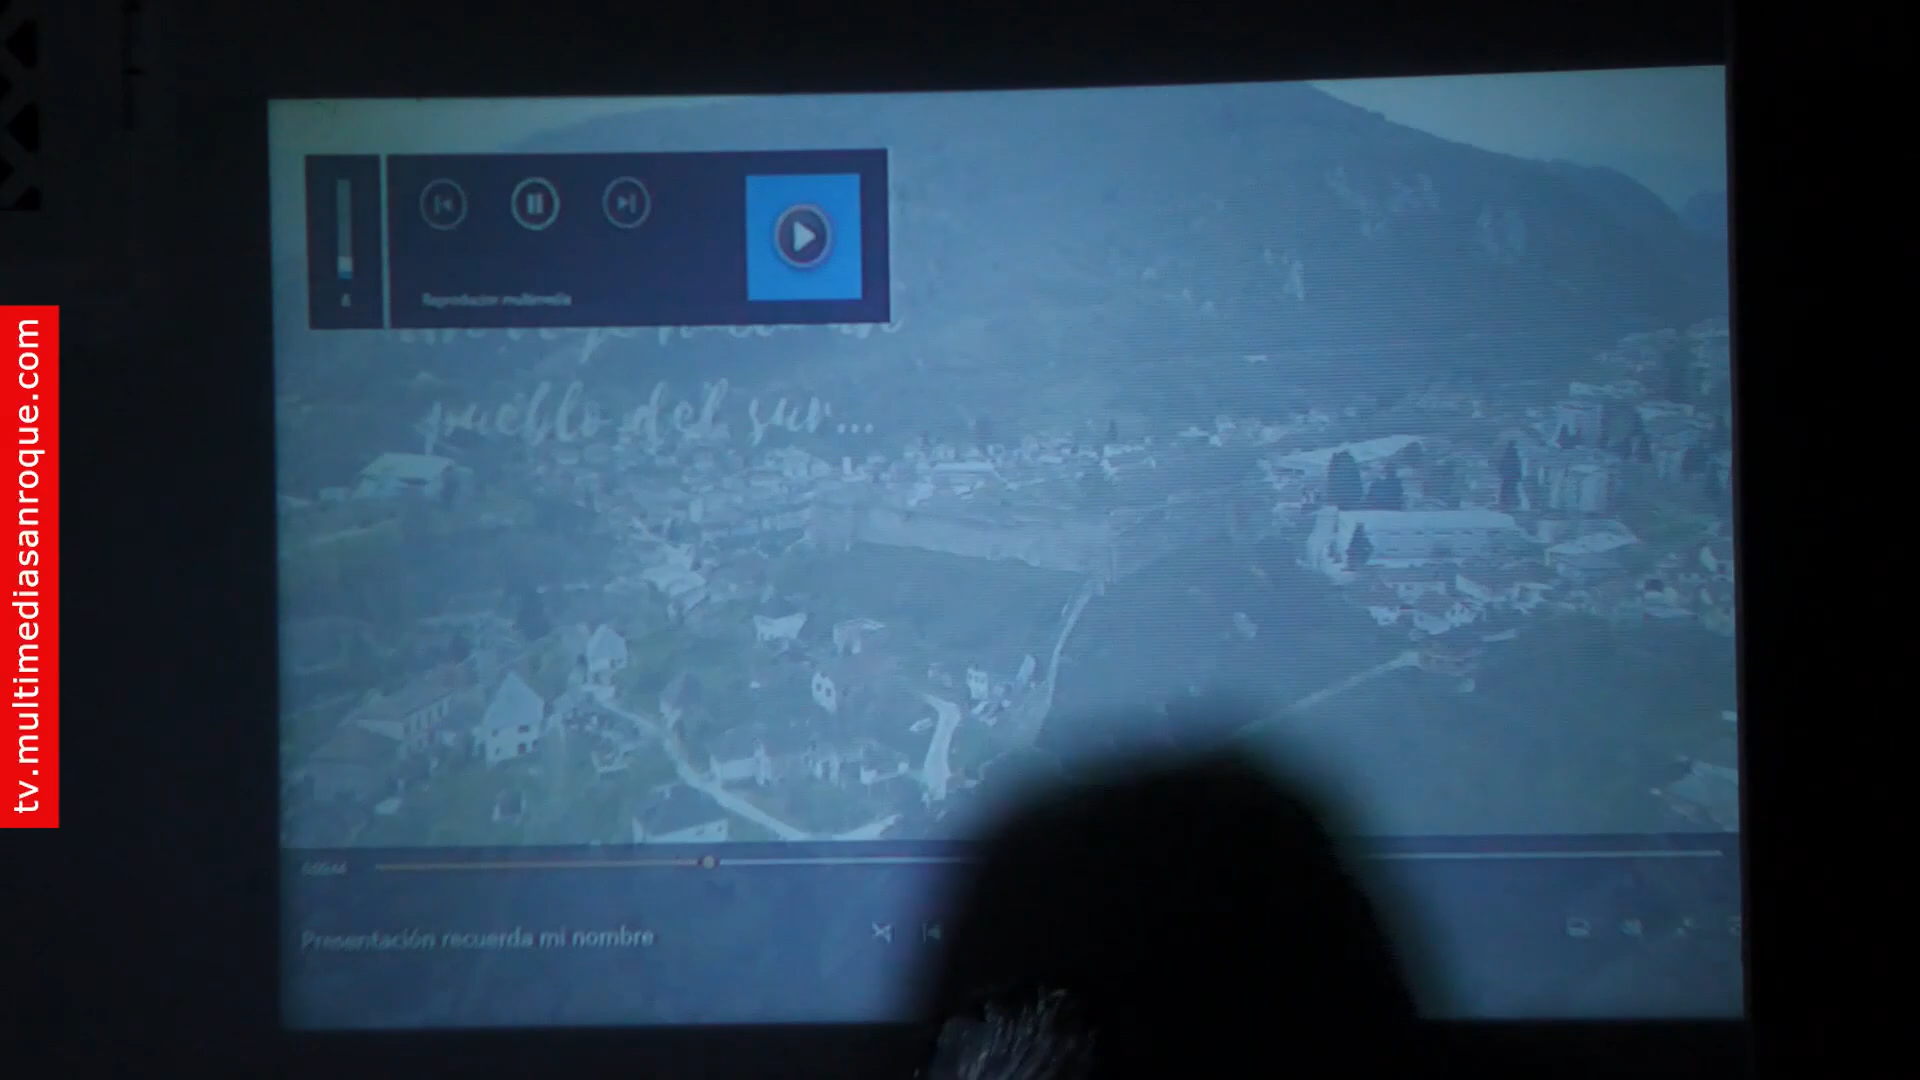 tv.multimediasanroque.com
Reproductor multimedia
pueblo del sur...
Presentación recuerda mi nombre